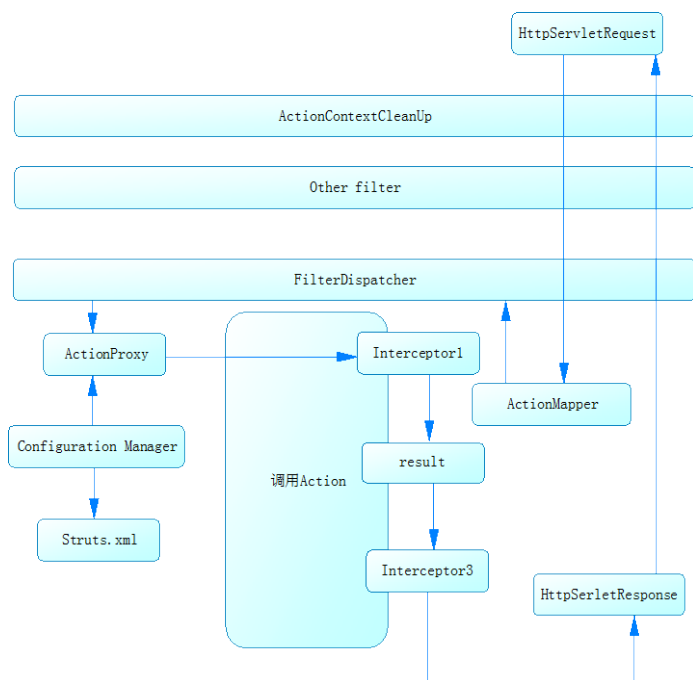 HttpServletRequest
ActionContextCleanUp
Other filter
FilterDispatcher
ActionProxy
Interceptor1
ActionMapper
Configuration Manager
result
调用Action
Struts.xml
Interceptor3
HttpSerletResponse